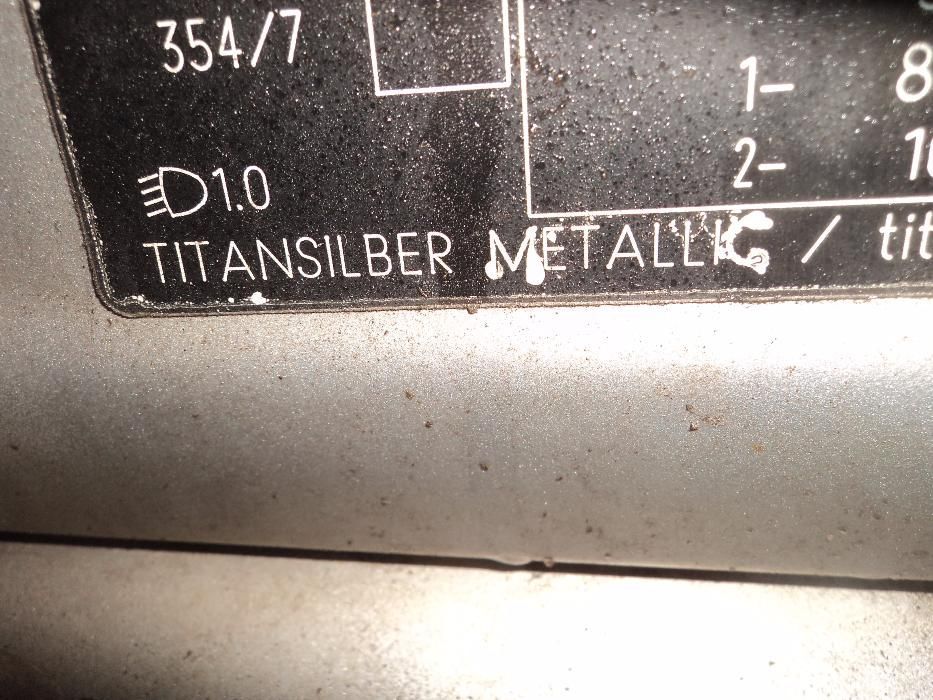 354/7
1-
2-
1.0
TITANSILBER METALLIC /